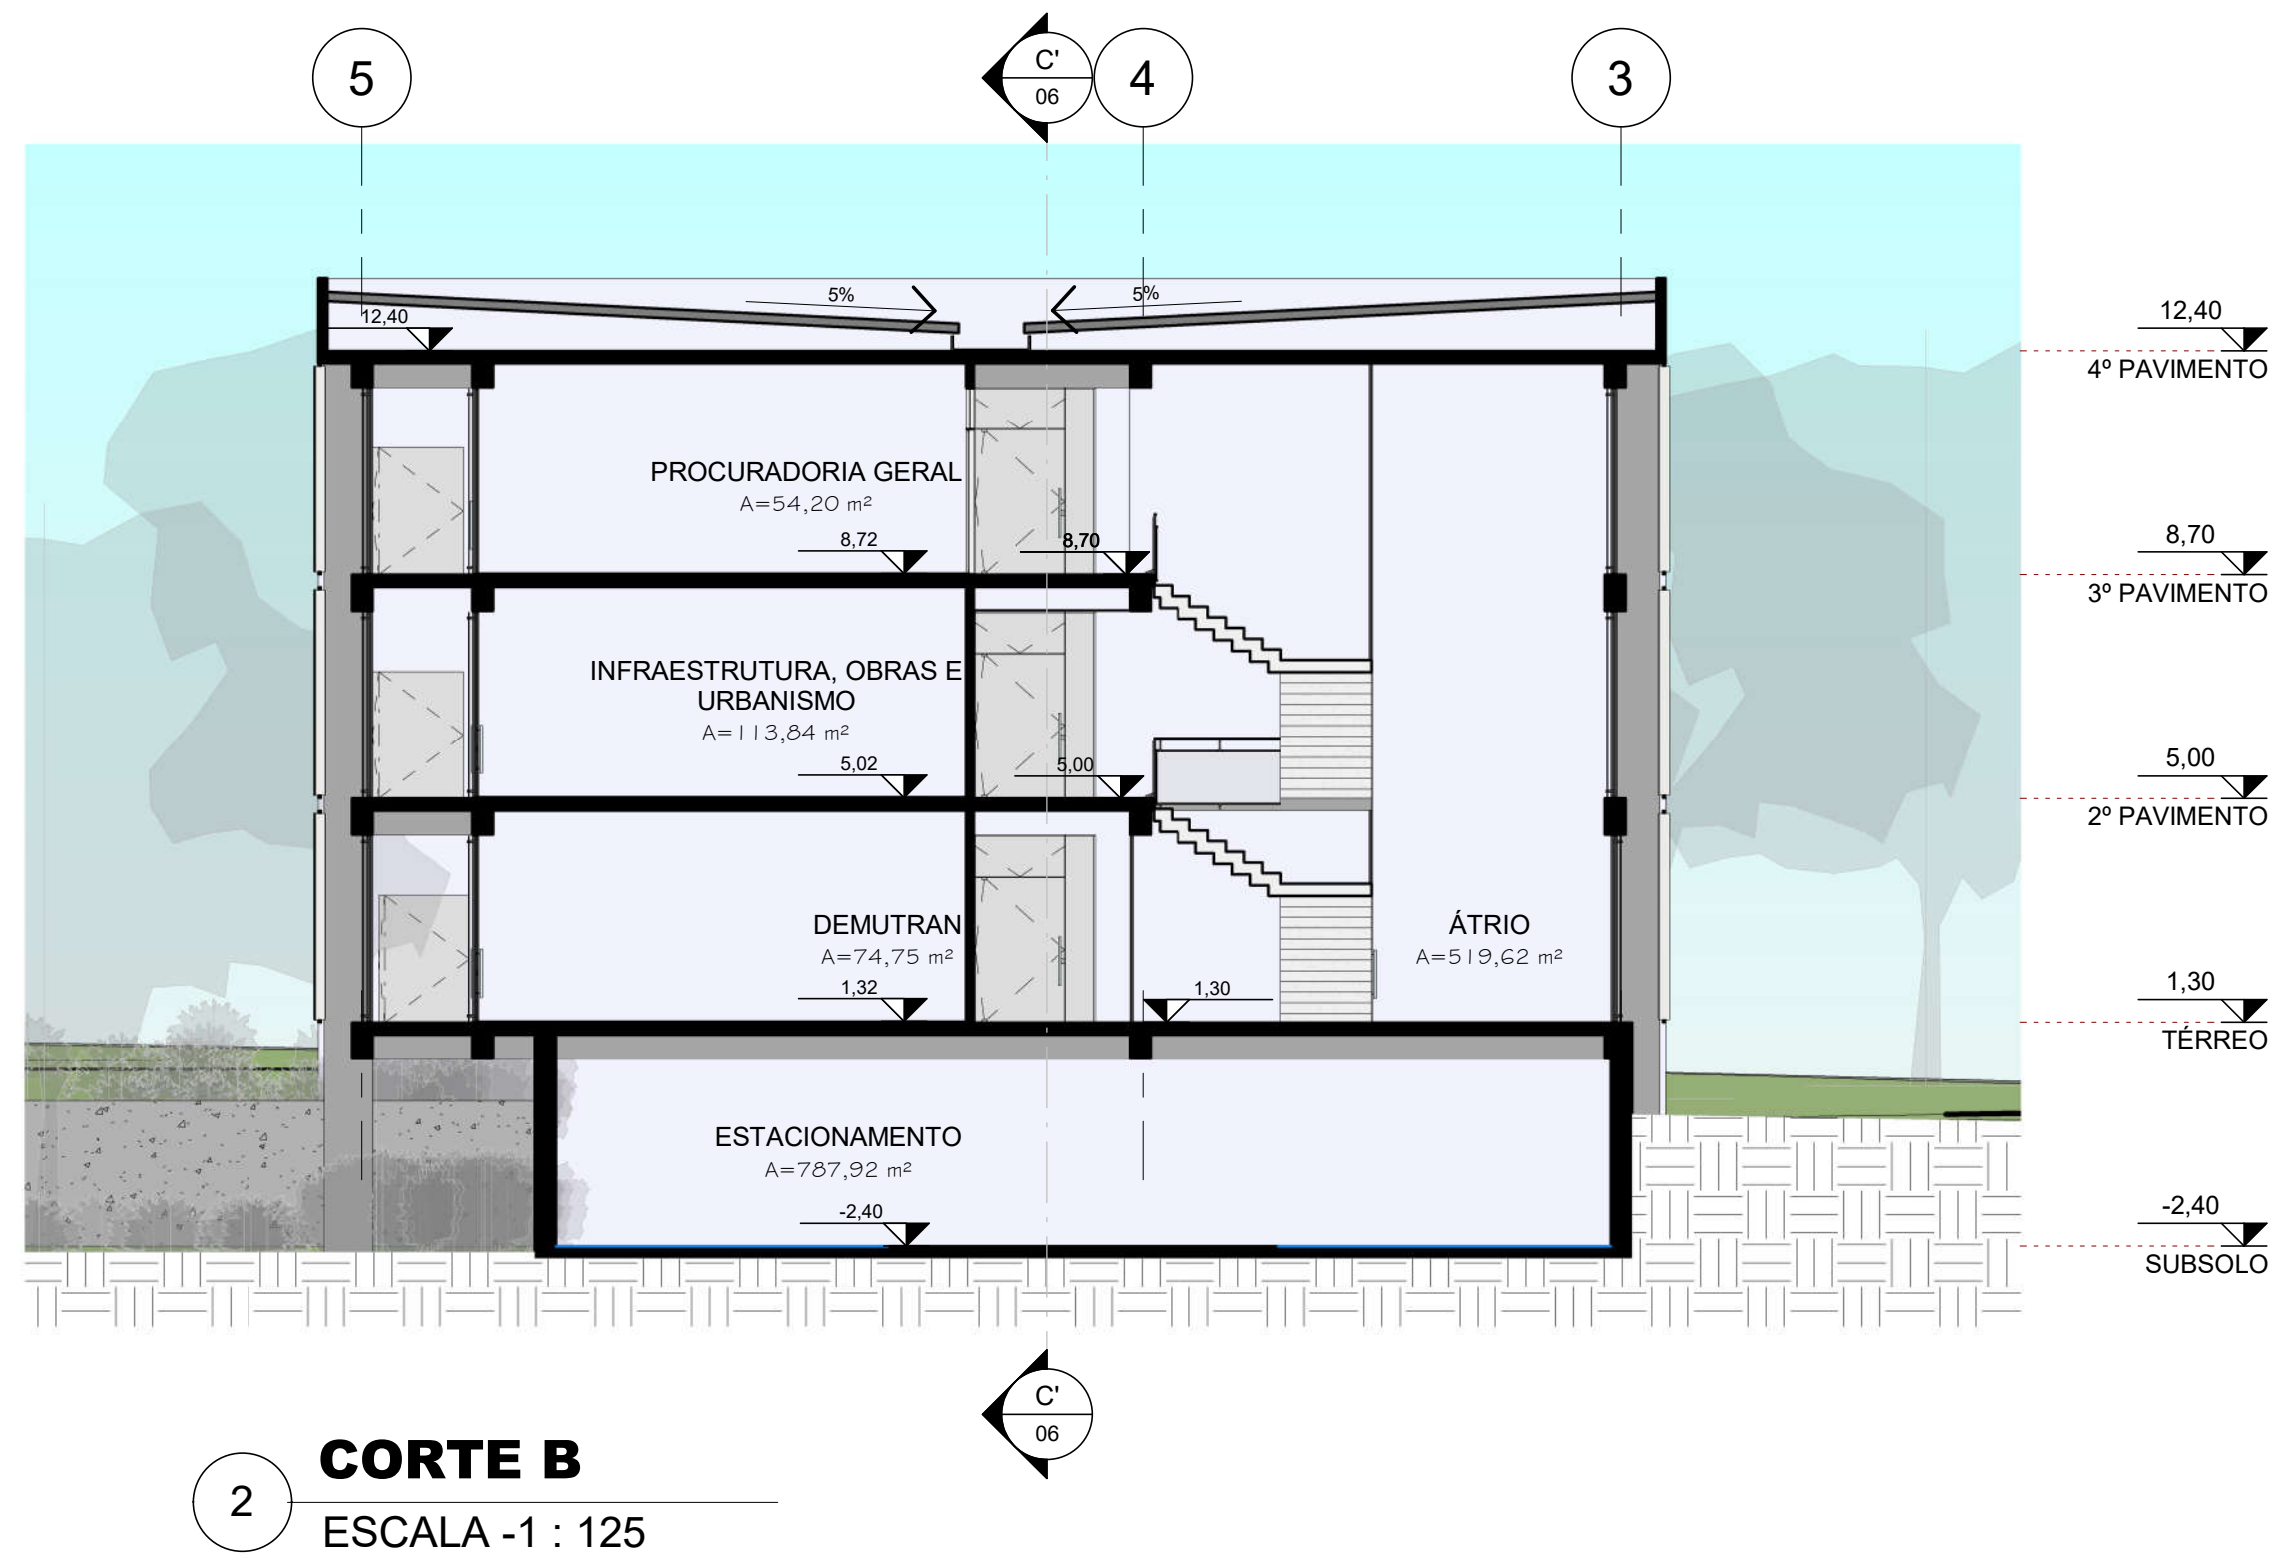 5
C'
06
4
3
5%
5%
12,40
12,40
4º PAVIMENTO
PROCURADORIA GERAL
A=54,20 m²
8,72
8,70
8,70
3º PAVIMENTO
INFRAESTRUTURA, OBRAS E
URBANISMO
A=113,84 m²
5,02
5,00
5,00
2º PAVIMENTO
DEMUTRAN
A=74,75 m²
ÁTRIO
A=519,62 m²
1,32
1,30
1,30
TÉRREO
ESTACIONAMENTO
A=787,92 m²
-2,40
-2,40
SUBSOLO
C'
06
2
CORTE B
ESCALA -1 : 125